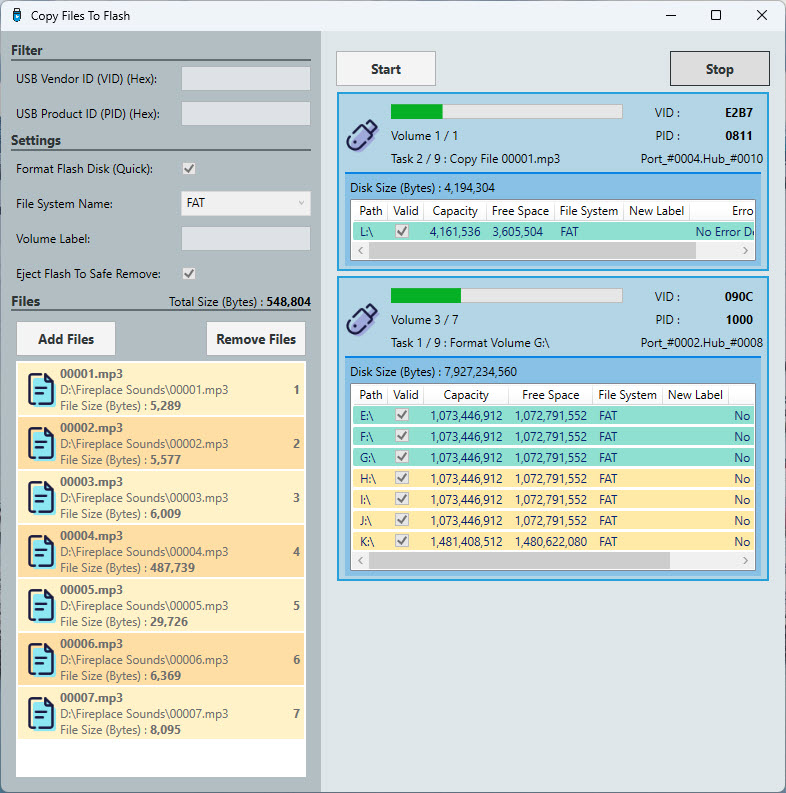 Copy Files To Flash
Filter
USB Vendor ID (VID) (Hex):
USB Product ID (PID) (Hex):
Settings
Format Flash Disk (Quick):
File System Name: FAT
Volume Label:
Eject Flash To Safe Remove:
Files Total Size (Bytes) : 548,804
Add Files Remove Files
00001.mp3
D:\Fireplace Sounds\00001.mp3 1
File Size (Bytes) : 5,289
00002.mp3
D:\Fireplace Sounds\00002.mp3 2
File Size (Bytes) : 5,577
00003.mp3
D:\Fireplace Sounds\00003.mp3 3
File Size (Bytes) : 6,009
00004.mp3
D:\Fireplace Sounds\00004.mp3 4
File Size (Bytes) : 487,739
00005.mp3
D:\Fireplace Sounds\00005.mp3 5
File Size (Bytes) : 29,726
00006.mp3
D:\Fireplace Sounds\00006.mp3 6
File Size (Bytes) : 6,369
00007.mp3
D:\Fireplace Sounds\00007.mp3 7
File Size (Bytes) : 8,095
Start Stop
VID : E2B7
Volume 1 / 1 PID : 0811
Task 2 / 9 : Copy File 00001.mp3 Port_#0004.Hub_#0010
Disk Size (Bytes) : 4,194,304
Path Valid Capacity Free Space File System New Label Erro
L:\ 4,161,536 3,605,504 FAT No Error De
VID : 090C
Volume 3 / 7 PID : 1000
Task 1 / 9 : Format Volume G:\ Port_#0002.Hub_#0008
Disk Size (Bytes) : 7,927,234,560
Path Valid Capacity Free Space File System New Label
E:\ 1,073,446,912 1,072,791,552 FAT No
F:\ 1,073,446,912 1,072,791,552 FAT No
G:\ 1,073,446,912 1,072,791,552 FAT No
H:\ 1,073,446,912 1,072,791,552 FAT No
I:\ 1,073,446,912 1,072,791,552 FAT No
J:\ 1,073,446,912 1,072,791,552 FAT No
K:\ 1,481,408,512 1,480,622,080 FAT No